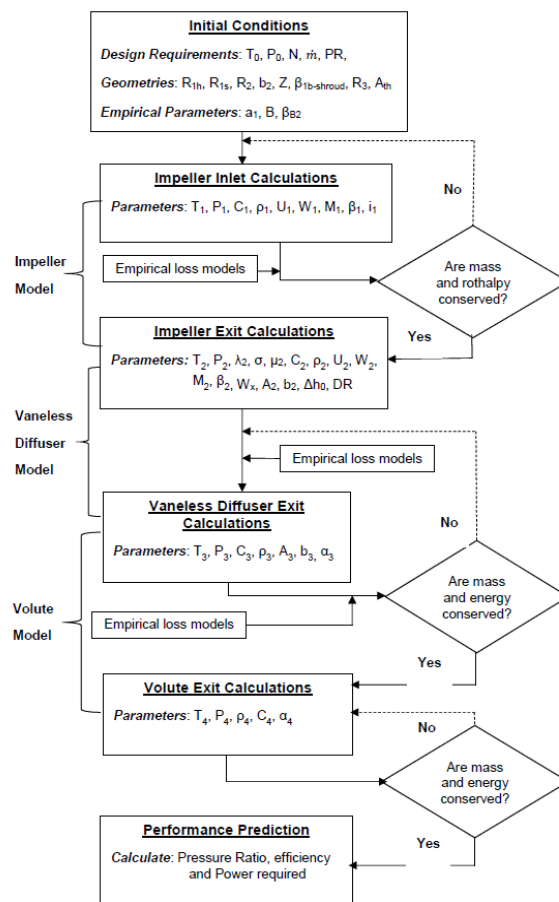 Initial Conditions
Design Requirements: T₀, P₀, N, ṁ, PR,
Geometries: R₁ₕ, R₁ₛ, R₂, b₂, Z, β₁b-shroud, R₃, Aₜₕ
Empirical Parameters: a₁, B, βB₂
No
Impeller Inlet Calculations
Parameters: T₁, P₁, C₁, ρ₁, U₁, W₁, M₁, β₁, i₁
Impeller
Model
Empirical loss models
Are mass
and rothalpy
conserved?
Yes
Impeller Exit Calculations
Parameters: T₂, P₂, λ₂, σ, μ₂, C₂, ρ₂, U₂, W₂,
M₂, β₂, Wₓ, A₂, b₂, Δh₀, DR
Vaneless
Diffuser
Model
Empirical loss models
No
Vaneless Diffuser Exit
Calculations
Parameters: T₃, P₃, C₃, ρ₃, A₃, b₃, α₃
Volute
Model
Empirical loss models
Are mass
and energy
conserved?
Yes
Volute Exit Calculations
Parameters: T₄, P₄, ρ₄, C₄, α₄
No
Are mass
and energy
conserved?
Yes
Performance Prediction
Calculate: Pressure Ratio, efficiency
and Power required